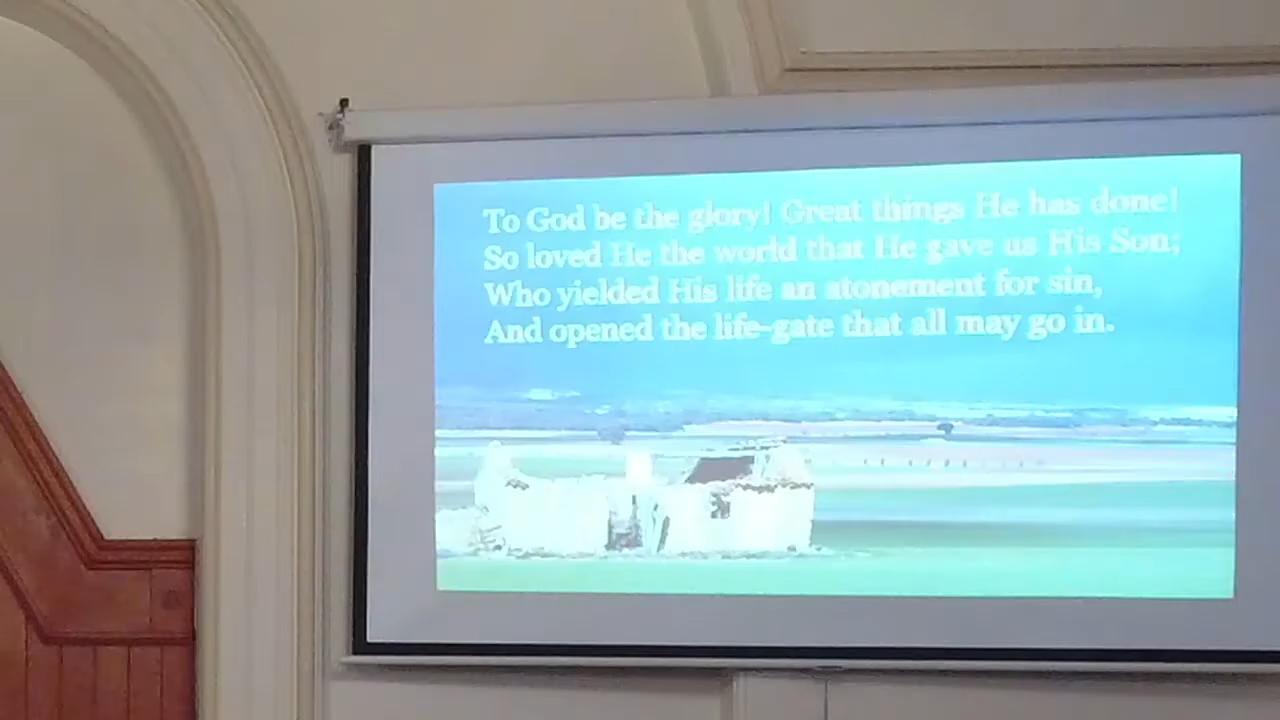 To God be the glory! Great things He has done!
So loved He the world that He gave us His Son;
Who yielded His life an atonement for sin,
And opened the life-gate that all may go in.